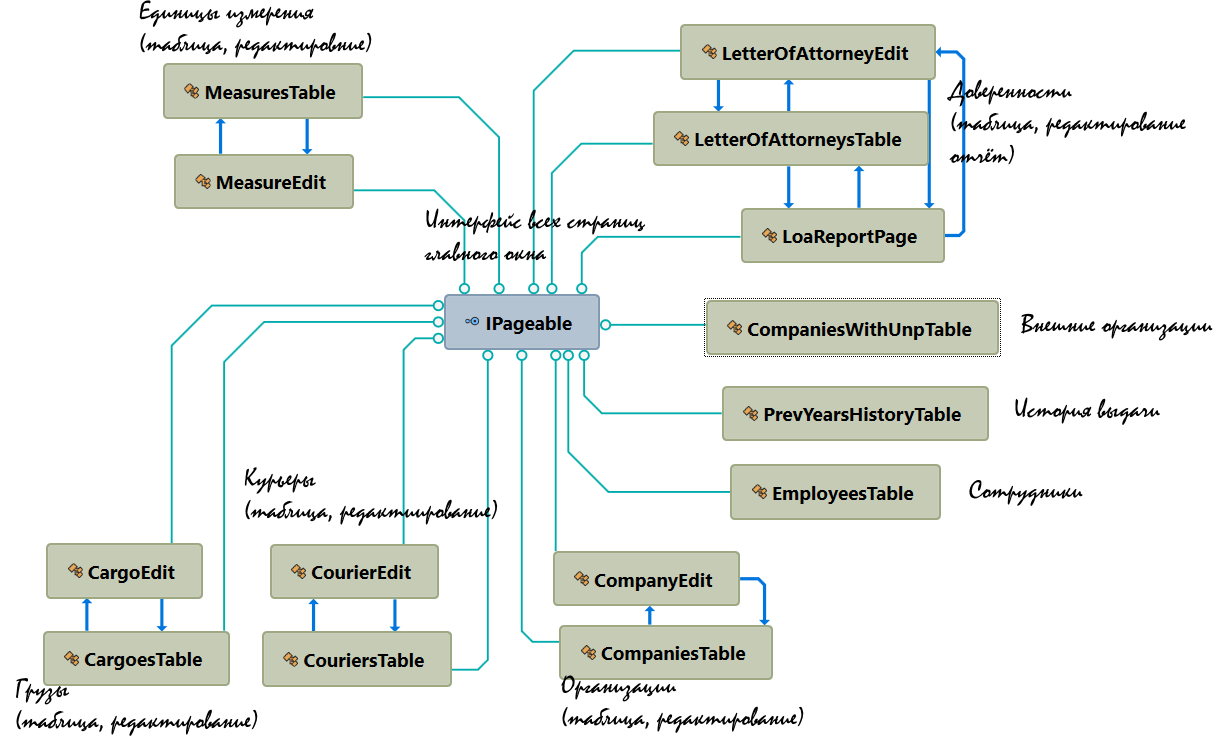 Единицы измерения
(таблица, редактировние)
MeasuresTable
MeasureEdit
LetterOfAttorneyEdit
LetterOfAttorneysTable
LoaReportPage
Доверенности
(таблица, редактирование
отчёт)
Интерфейс всех страниц
главного окна
IPageable
CompaniesWithUnpTable
Внешние организации
PrevYearsHistoryTable
История выдачи
EmployeesTable
Сотрудники
Курьеры
(таблица, редактиирование)
CargoEdit
CargoesTable
Грузы
(таблица, редактирование)
CourierEdit
CouriersTable
CompanyEdit
CompaniesTable
Организации
(таблица, редактирование)